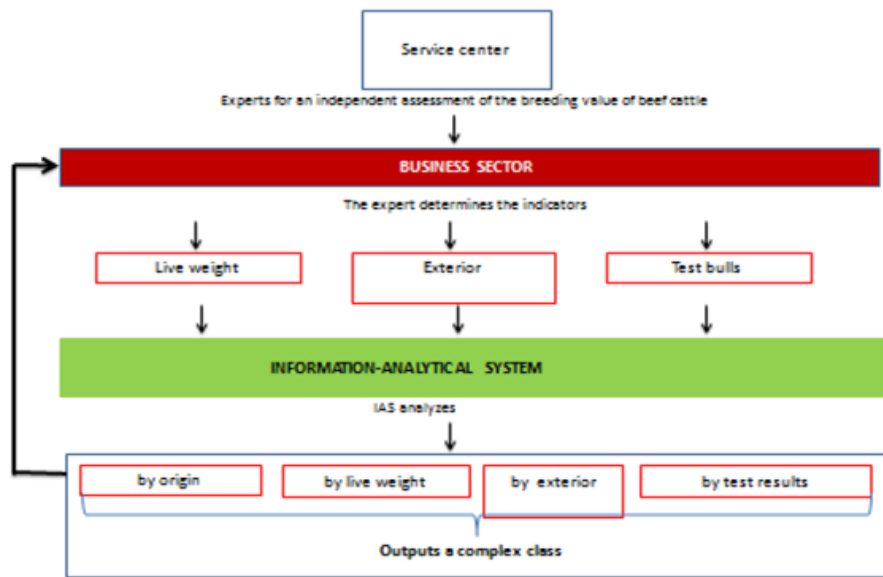 Service center
Experts for an independent assessment of the breeding value of beef cattle
BUSINESS SECTOR
The expert determines the indicators
Live weight
Exterior
Test bulls
INFORMATION-ANALYTICAL SYSTEM
IAS analyzes
by origin
by live weight
by exterior
by test results
Outputs a complex class